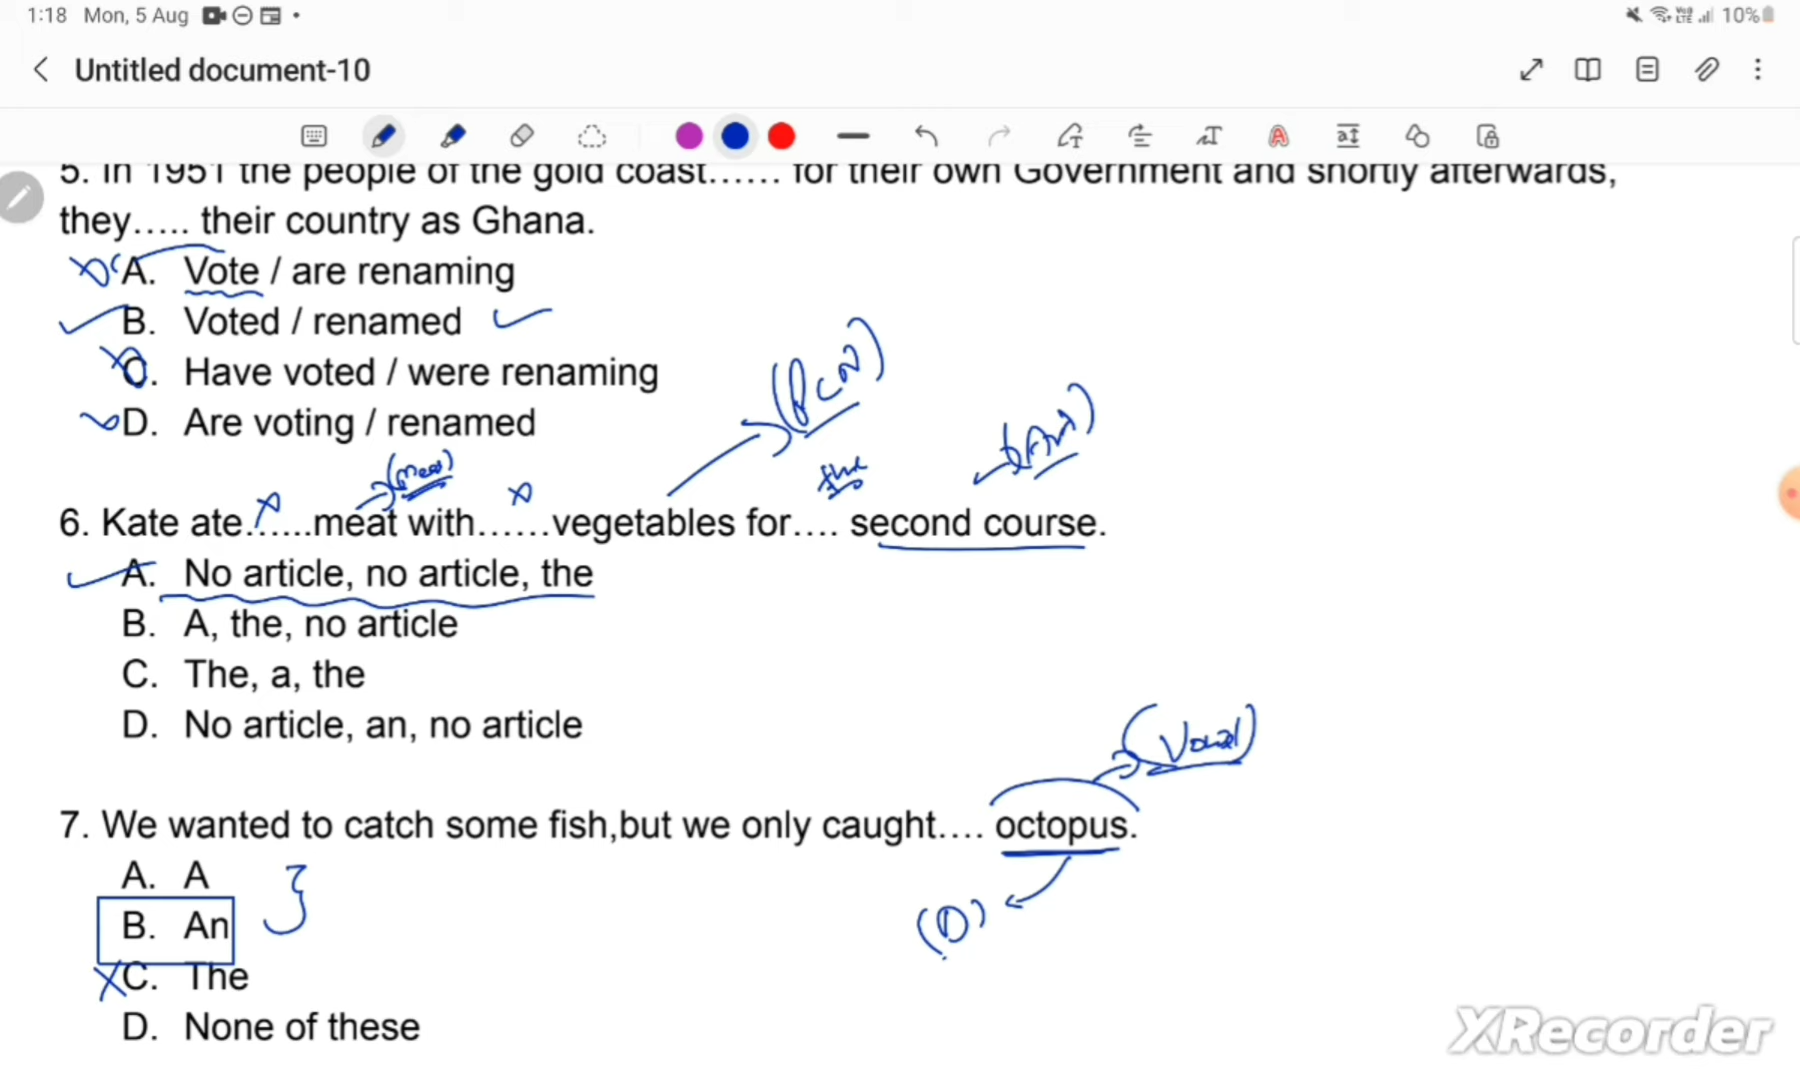 1:18 Mon, 5 Aug
10%
Untitled document-10
5. In 1951 the people of the gold coast...... for their own Government and shortly afterwards,
they..... their country as Ghana.
A. Vote / are renaming
B. Voted / renamed
C. Have voted / were renaming
D. Are voting / renamed
(PCN)
the
6. Kate ate.......meat with......vegetables for.... second course.
A. No article, no article, the
B. A, the, no article
C. The, a, the
D. No article, an, no article
(Vowel)
7. We wanted to catch some fish,but we only caught.... octopus.
A. A
B. An
C. The
D. None of these
XRecorder